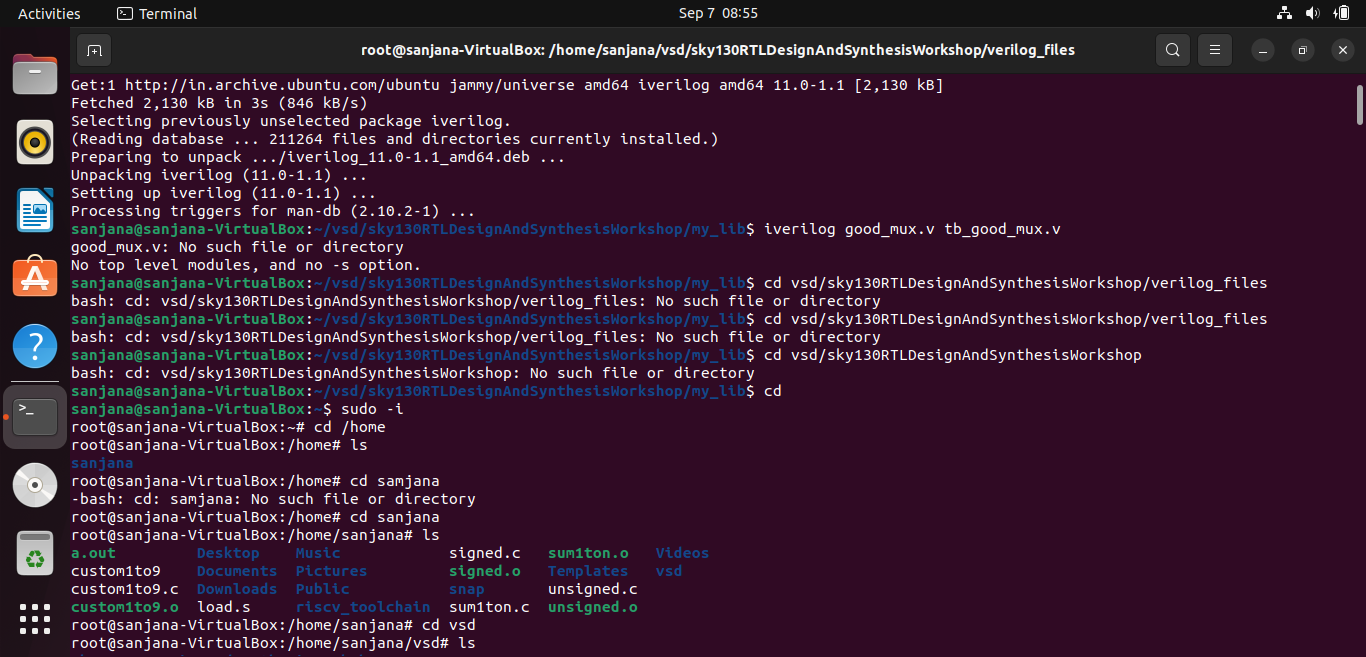 Activities
Terminal
Sep 7 08:55
root@sanjana-VirtualBox: /home/sanjana/vsd/sky130RTLDesignAndSynthesisWorkshop/verilog_files
Get:1 http://in.archive.ubuntu.com/ubuntu jammy/universe amd64 iverilog amd64 11.0-1.1 [2,130 kB]
Fetched 2,130 kB in 3s (846 kB/s)
Selecting previously unselected package iverilog.
(Reading database ... 211264 files and directories currently installed.)
Preparing to unpack .../iverilog_11.0-1.1_amd64.deb ...
Unpacking iverilog (11.0-1.1) ...
Setting up iverilog (11.0-1.1) ...
Processing triggers for man-db (2.10.2-1) ...
sanjana@sanjana-VirtualBox:~/vsd/sky130RTLDesignAndSynthesisWorkshop/my_lib$ iverilog good_mux.v tb_good_mux.v
good_mux.v: No such file or directory
No top level modules, and no -s option.
sanjana@sanjana-VirtualBox:~/vsd/sky130RTLDesignAndSynthesisWorkshop/my_lib$ cd vsd/sky130RTLDesignAndSynthesisWorkshop/verilog_files
bash: cd: vsd/sky130RTLDesignAndSynthesisWorkshop/verilog_files: No such file or directory
sanjana@sanjana-VirtualBox:~/vsd/sky130RTLDesignAndSynthesisWorkshop/my_lib$ cd vsd/sky130RTLDesignAndSynthesisWorkshop/verilog_files
bash: cd: vsd/sky130RTLDesignAndSynthesisWorkshop/verilog_files: No such file or directory
sanjana@sanjana-VirtualBox:~/vsd/sky130RTLDesignAndSynthesisWorkshop/my_lib$ cd vsd/sky130RTLDesignAndSynthesisWorkshop
bash: cd: vsd/sky130RTLDesignAndSynthesisWorkshop: No such file or directory
sanjana@sanjana-VirtualBox:~/vsd/sky130RTLDesignAndSynthesisWorkshop/my_lib$ cd
sanjana@sanjana-VirtualBox:~$ sudo -i
root@sanjana-VirtualBox:~# cd /home
root@sanjana-VirtualBox:/home# ls
sanjana
root@sanjana-VirtualBox:/home# cd samjana
-bash: cd: samjana: No such file or directory
root@sanjana-VirtualBox:/home# cd sanjana
root@sanjana-VirtualBox:/home/sanjana# ls
a.out Desktop Music signed.c sum1ton.o Videos
custom1to9 Documents Pictures signed.o Templates vsd
custom1to9.c Downloads Public snap unsigned.c
custom1to9.o load.s riscv_toolchain sum1ton.c unsigned.o
root@sanjana-VirtualBox:/home/sanjana# cd vsd
root@sanjana-VirtualBox:/home/sanjana/vsd# ls